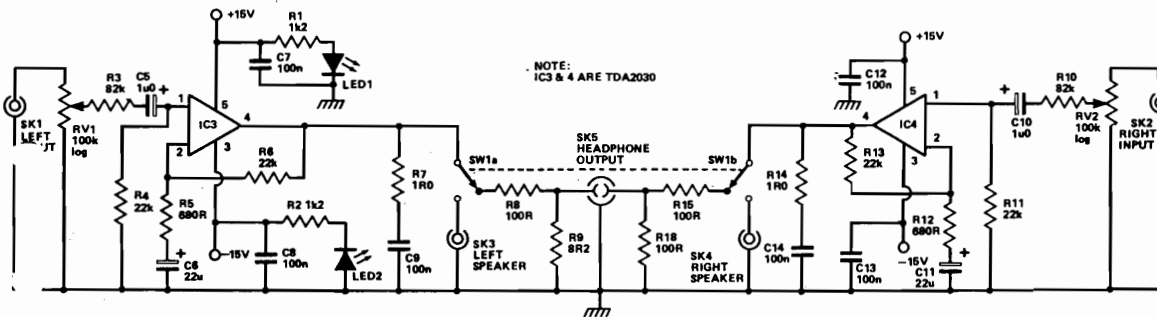 +15V
R1
1k2
C7
100n
LED1
NOTE:
IC3 & 4 ARE TDA2030
+15V
C12
100n
R3
82k
C5
1u0
+
1
5
IC3
4
2
3
SK1
LEFT
RV1
100k
log
R6
22k
R4
22k
R5
680R
+
C6
22u
-15V
R2 1k2
C8
100n
LED2
R7
1R0
C9
100n
SW1a
R8
100R
R9
8R2
SK3
LEFT
SPEAKER
SK5
HEADPHONE
OUTPUT
SW1b
R15
100R
R18
100R
SK4
RIGHT
SPEAKER
R14
1R0
C14
100n
4
5
IC4
1
2
3
R13
22k
C13
100n
-15V
R12
680R
+
C11
22u
R11
22k
+
C10
1u0
R10
82k
RV2
100k
log
SK2
RIGHT
INPUT